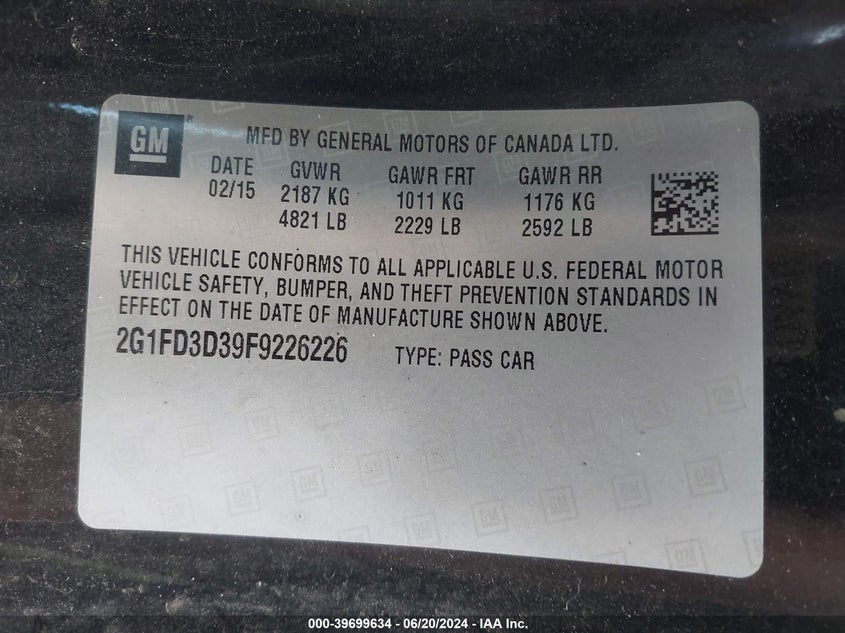 GM
MFD BY GENERAL MOTORS OF CANADA LTD.
DATE GVWR GAWR FRT GAWR RR
02/15 2187 KG 1011 KG 1176 KG
4821 LB 2229 LB 2592 LB
THIS VEHICLE CONFORMS TO ALL APPLICABLE U.S. FEDERAL MOTOR
VEHICLE SAFETY, BUMPER, AND THEFT PREVENTION STANDARDS IN
EFFECT ON THE DATE OF MANUFACTURE SHOWN ABOVE.
2G1FD3D39F9226226 TYPE: PASS CAR
000-39699634 - 06/20/2024 - IAA Inc.